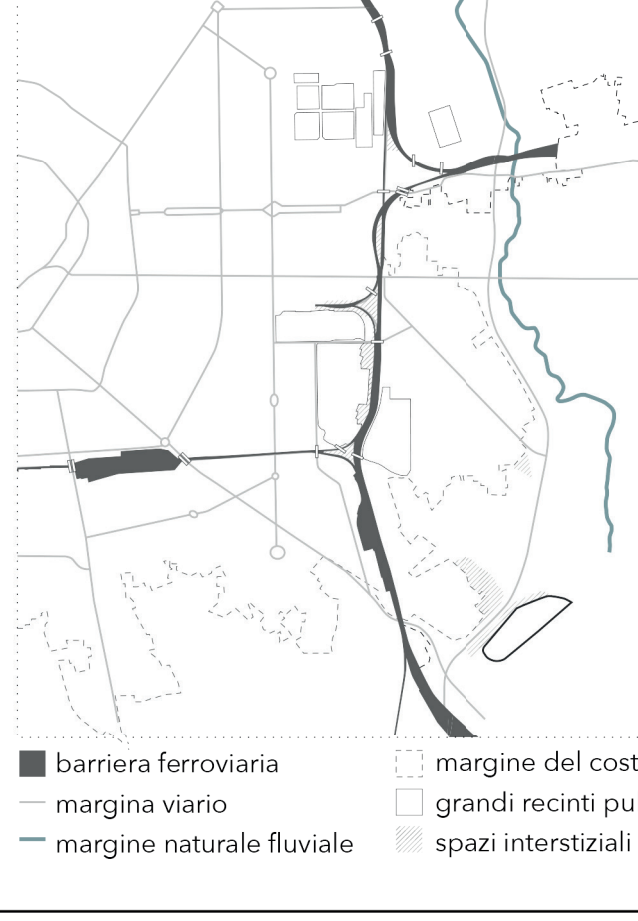 barriera ferroviaria
margina viario
margine naturale fluviale
margine del cost
grandi recinti pu
spazi interstiziali